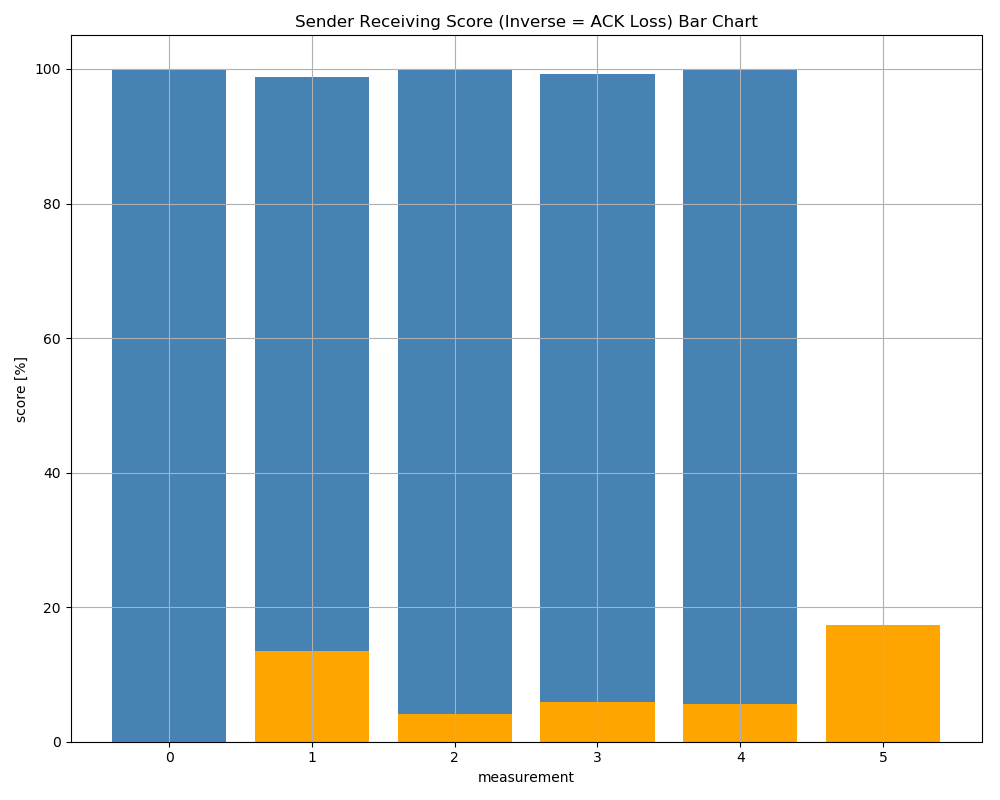 Sender Receiving Score (Inverse = ACK Loss) Bar Chart
100
80
60
40
20
0
score [%]
0 1 2 3 4 5
measurement